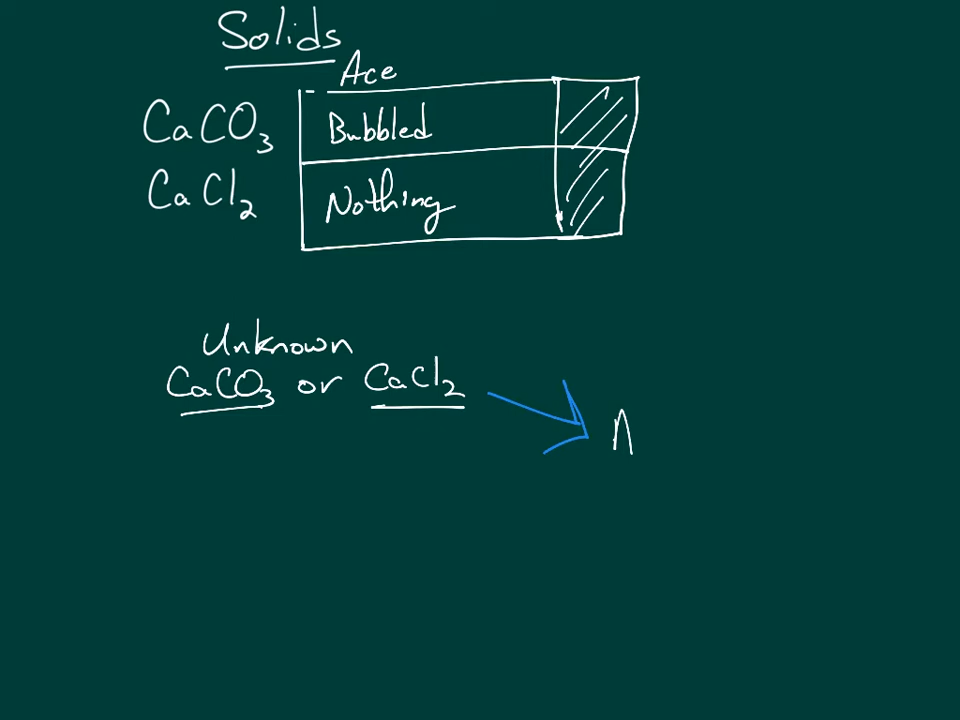 Solids
Ace
CaCO₃ Bubbled
CaCl₂ Nothing
Unknown
CaCO₃ or CaCl₂